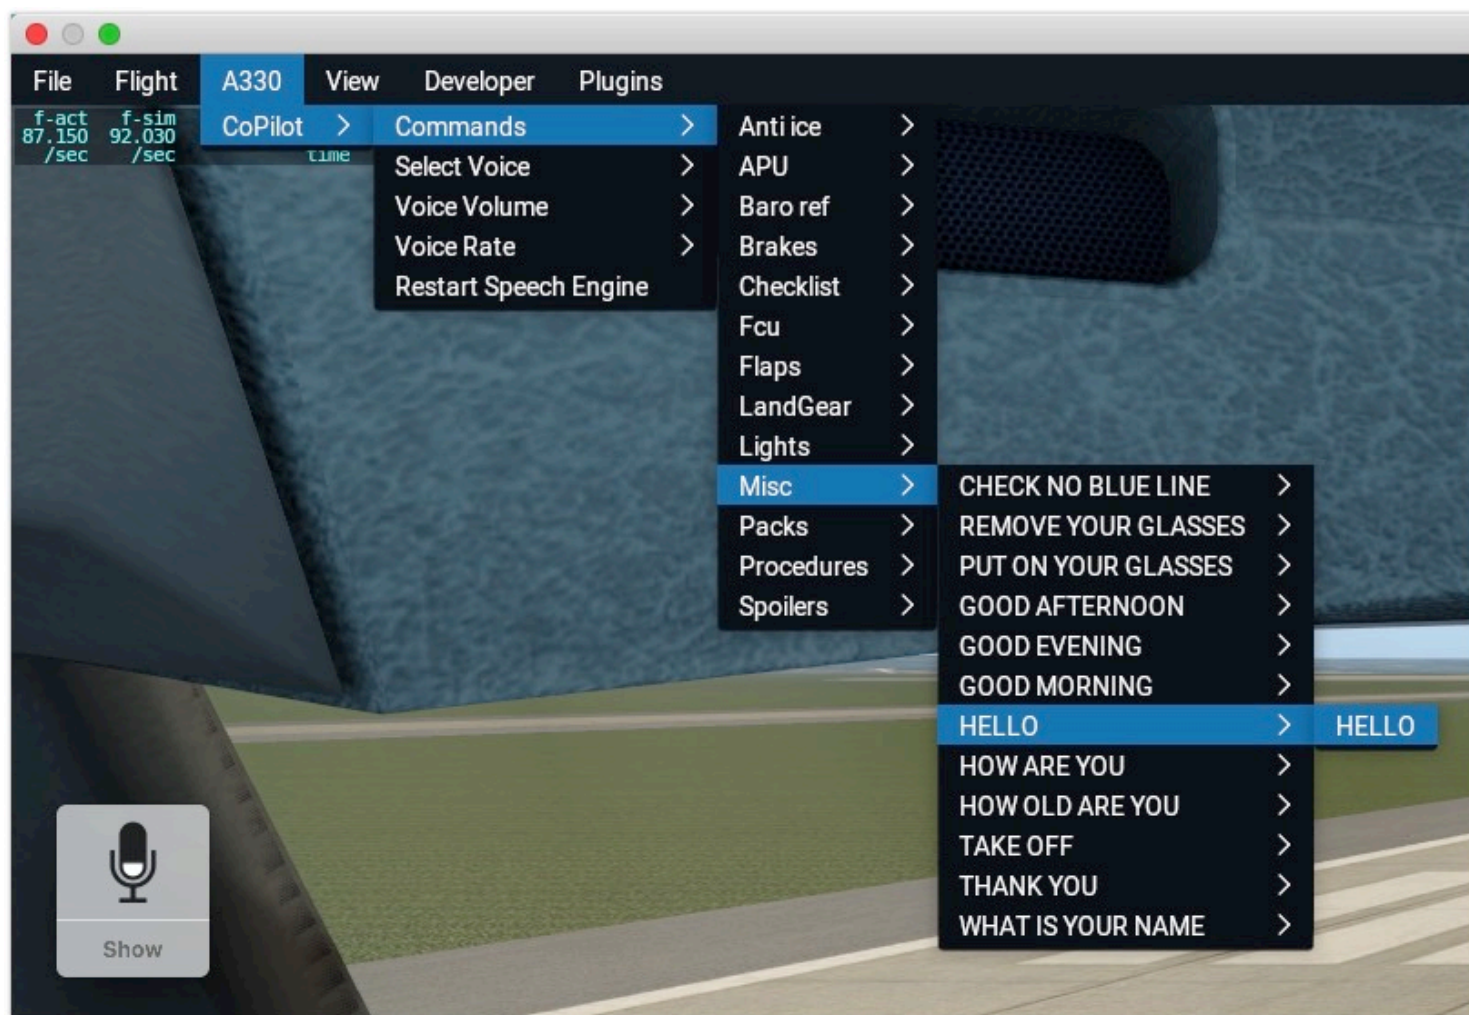 File Flight A330 View Developer Plugins
f-act f-sim
87.150 92.030
/sec /sec time
CoPilot >
Commands >
Select Voice >
Voice Volume >
Voice Rate >
Restart Speech Engine
Anti ice >
APU >
Baro ref >
Brakes >
Checklist >
Fcu >
Flaps >
LandGear >
Lights >
Misc >
Packs >
Procedures >
Spoilers >
CHECK NO BLUE LINE >
REMOVE YOUR GLASSES >
PUT ON YOUR GLASSES >
GOOD AFTERNOON >
GOOD EVENING >
GOOD MORNING >
HELLO >
HOW ARE YOU >
HOW OLD ARE YOU >
TAKE OFF >
THANK YOU >
WHAT IS YOUR NAME >
HELLO
Show